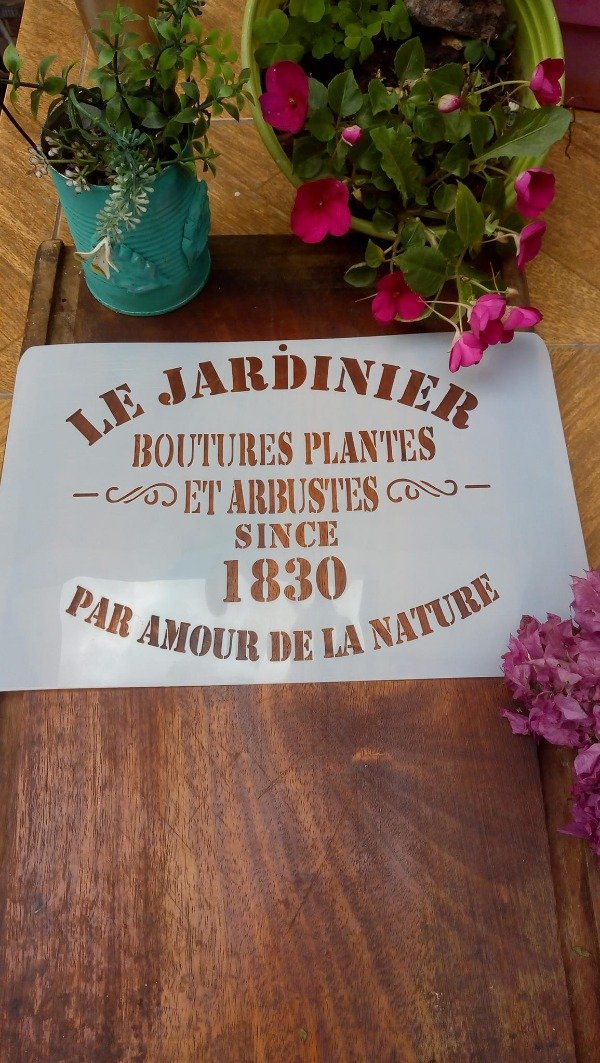 LE JARDINIER
BOUTURES PLANTES
ET ARBUSTES
SINCE
1830
PAR AMOUR DE LA NATURE